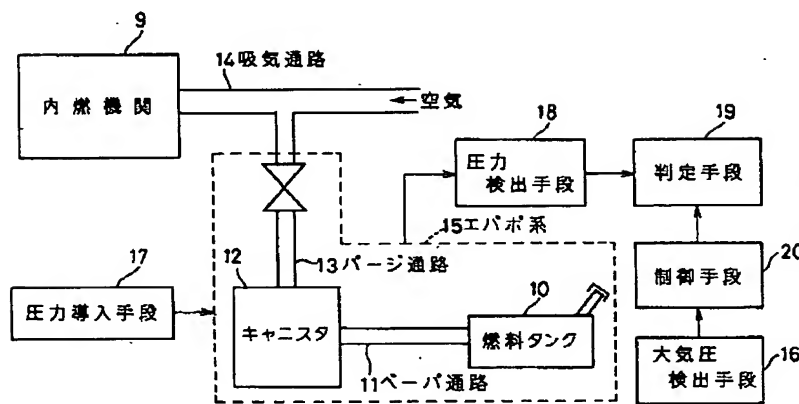 9
14吸気通路
内燃機関
空気
18
圧力
検出手段
19
判定手段
15エバポ系
17
圧力導入手段
12
13パージ通路
キャニスタ
10
燃料タンク
11ベーパ通路
20
制御手段
大気圧
検出手段
16